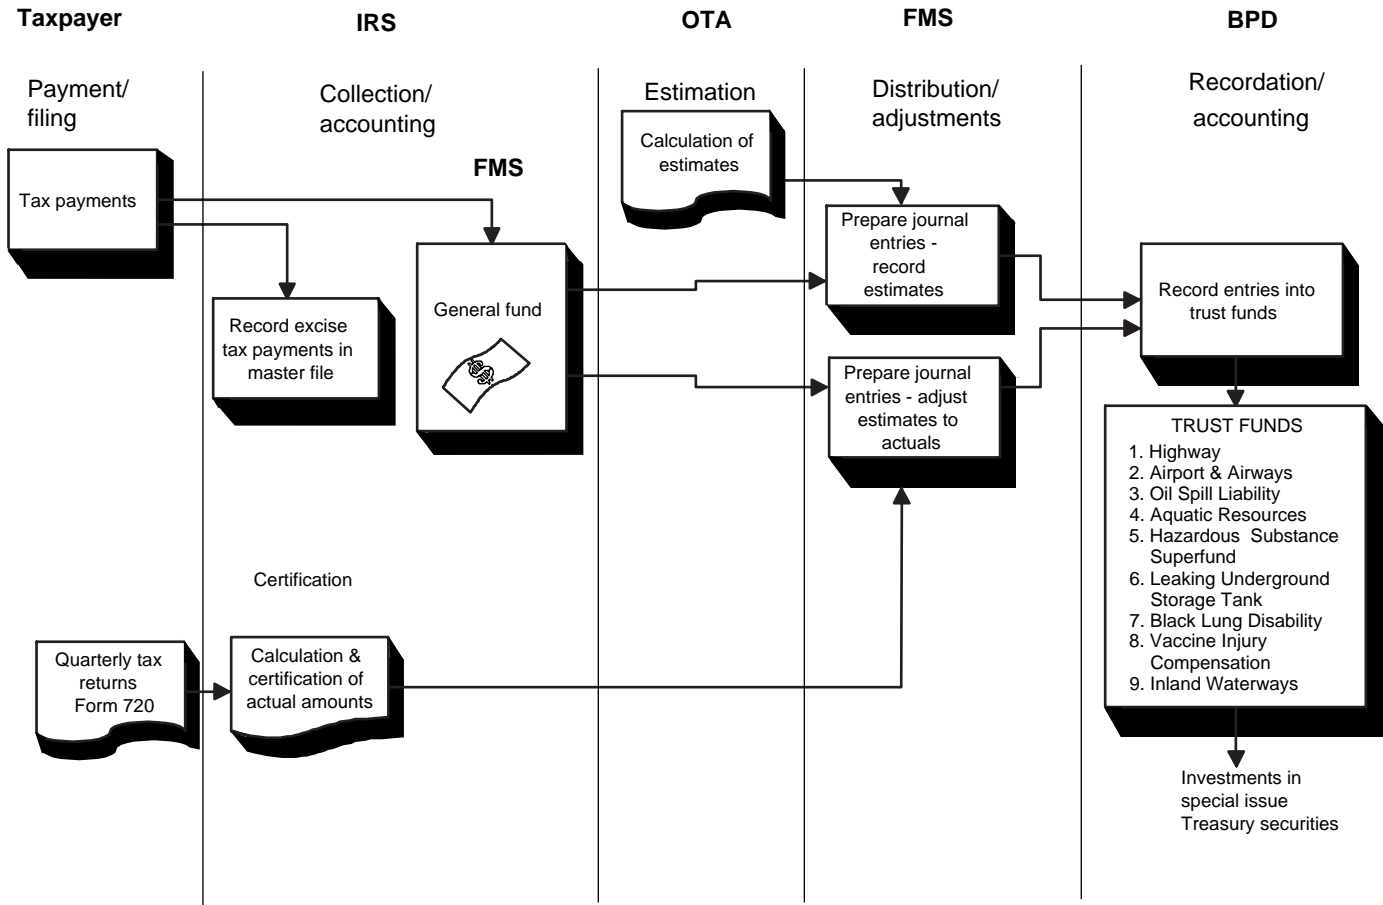 Taxpayer
IRS
OTA
FMS
BPD
Payment/
filing
Collection/
accounting
Estimation
Distribution/
adjustments
Recordation/
accounting
Tax payments
FMS
Calculation of
estimates
Prepare journal
entries -
record
estimates
General fund
Record entries into
trust funds
Record excise
tax payments in
master file
Prepare journal
entries - adjust
estimates to
actuals
TRUST FUNDS
1. Highway
2. Airport & Airways
3. Oil Spill Liability
4. Aquatic Resources
5. Hazardous Substance
Superfund
6. Leaking Underground
Storage Tank
7. Black Lung Disability
8. Vaccine Injury
Compensation
9. Inland Waterways
Certification
Quarterly tax
returns
Form 720
Calculation &
certification of
actual amounts
Investments in
special issue
Treasury securities